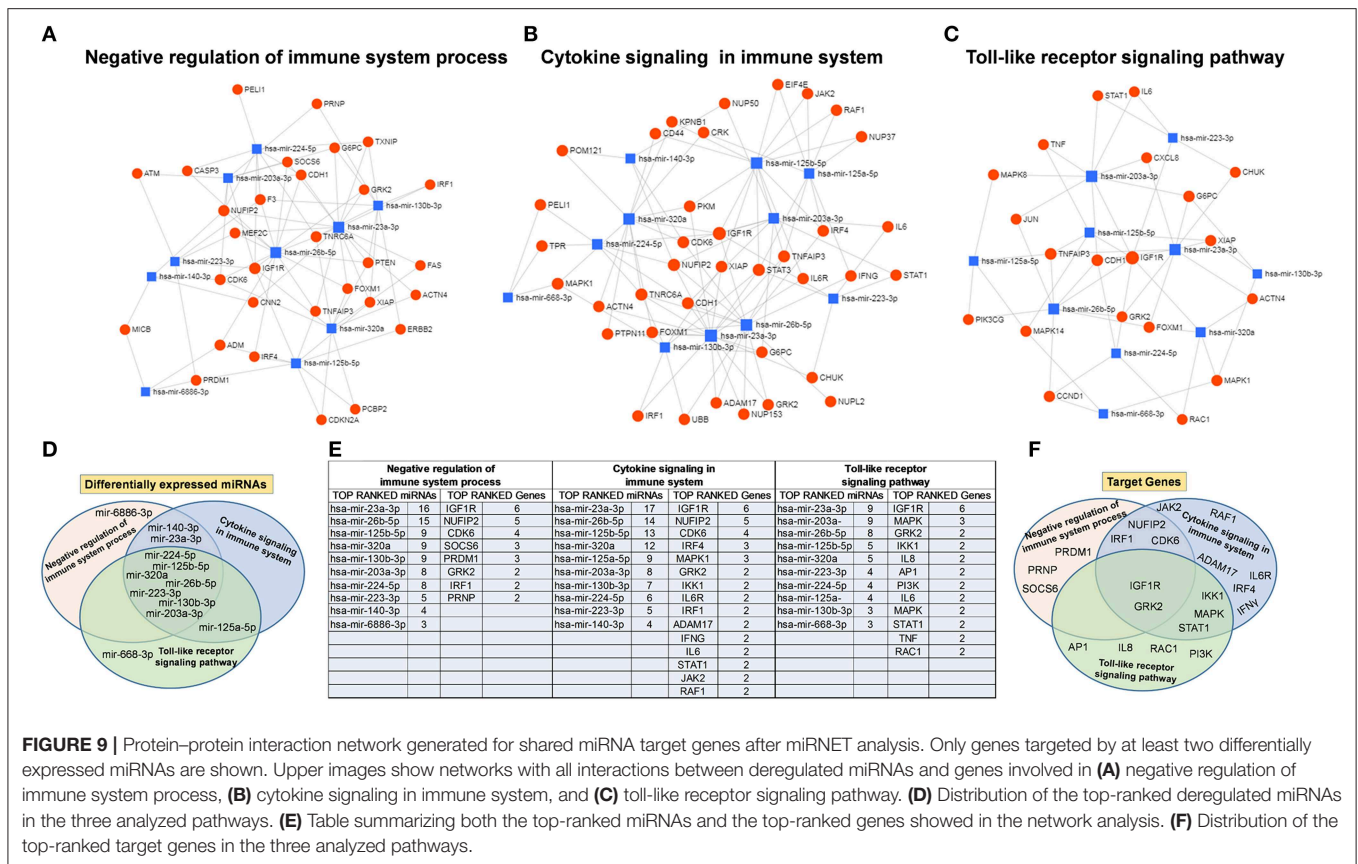 A
Negative regulation of immune system process
PELI1
PRNP
TXNIP
hsa-mir-224-5p
G6PC
SOCS6
ATM
CASP3
CDH1
hsa-mir-203a-3p
GRK2
IRF1
F3
hsa-mir-130b-3p
NUFIP2
hsa-mir-23a-3p
MEF2C
TNRC6A
hsa-mir-26b-5p
hsa-mir-223-3p
PTEN
FAS
IGF1R
hsa-mir-140-3p
CDK6
FOXM1
ACTN4
CNN2
XIAP
TNFAIP3
hsa-mir-320a
ERBB2
MICB
ADM
IRF4
hsa-mir-125b-5p
PRDM1
hsa-mir-6886-3p
PCBP2
CDKN2A
B
Cytokine signaling in immune system
EIF4E
JAK2
NUP50
RAF1
KPNB1
CD44
CRK
NUP37
POM121
hsa-mir-140-3p
hsa-mir-125b-5p
hsa-mir-125a-5p
PELI1
PKM
hsa-mir-320a
hsa-mir-203a-3p
IL6
IGF1R
IRF4
TPR
hsa-mir-224-5p
CDK6
TNFAIP3
NUFIP2
XIAP
STAT3
IL6R
IFNG
STAT1
MAPK1
hsa-mir-668-3p
TNRC6A
hsa-mir-223-3p
ACTN4
CDH1
PTPN11
FOXM1
hsa-mir-26b-5p
hsa-mir-23a-3p
hsa-mir-130b-3p
G6PC
CHUK
NUPL2
ADAM17
GRK2
IRF1
UBB
NUP153
C
Toll-like receptor signaling pathway
STAT1
IL6
hsa-mir-223-3p
TNF
CXCL8
hsa-mir-203a-3p
CHUK
MAPK8
G6PC
JUN
hsa-mir-125b-5p
XIAP
hsa-mir-23a-3p
TNFAIP3
IGF1R
hsa-mir-125a-5p
CDH1
hsa-mir-130b-3p
ACTN4
hsa-mir-26b-5p
GRK2
PIK3CG
FOXM1
MAPK14
hsa-mir-320a
hsa-mir-224-5p
MAPK1
CCND1
hsa-mir-668-3p
RAC1
D
Differentially expressed miRNAs
mir-6886-3p
Negative regulation of
immune system process
mir-140-3p
mir-23a-3p
Cytokine signaling
in immune system
mir-224-5p
mir-125b-5p
mir-320a
mir-26b-5p
mir-223-3p
mir-130b-3p
mir-203a-3p
mir-125a-5p
mir-668-3p
Toll-like receptor
signaling pathway
E
Negative regulation of immune system process | Cytokine signaling in immune system | Toll-like receptor signaling pathway
TOP RANKED miRNAs TOP RANKED Genes TOP RANKED miRNAs TOP RANKED Genes TOP RANKED miRNAs TOP RANKED Genes
hsa-mir-23a-3p 16 IGF1R 6 hsa-mir-23a-3p 17 IGF1R 6 hsa-mir-23a-3p 9 IGF1R 6
hsa-mir-26b-5p 15 NUFIP2 5 hsa-mir-26b-5p 14 NUFIP2 5 hsa-mir-203a- 9 MAPK 3
hsa-mir-125b-5p 9 CDK6 4 hsa-mir-125b-5p 13 CDK6 4 hsa-mir-26b-5p 8 GRK2 2
hsa-mir-320a 9 SOCS6 3 hsa-mir-320a 12 IRF4 3 hsa-mir-125b-5p 5 IKK1 2
hsa-mir-130b-3p 9 PRDM1 3 hsa-mir-125a-5p 9 MAPK1 3 hsa-mir-320a 5 IL8 2
hsa-mir-203a-3p 8 GRK2 2 hsa-mir-203a-3p 8 GRK2 2 hsa-mir-223-3p 4 AP1 2
hsa-mir-224-5p 8 IRF1 2 hsa-mir-130b-3p 7 IKK1 2 hsa-mir-224-5p 4 PI3K 2
hsa-mir-223-3p 5 PRNP 2 hsa-mir-224-5p 6 IL6R 2 hsa-mir-125a- 4 IL6 2
hsa-mir-140-3p 4 hsa-mir-223-3p 5 IRF1 2 hsa-mir-130b-3p 3 MAPK 2
hsa-mir-6886-3p 3 hsa-mir-140-3p 4 ADAM17 2 hsa-mir-668-3p 3 STAT1 2
IFNG 2 TNF 2
IL6 2 RAC1 2
STAT1 2
JAK2 2
RAF1 2
F
Target Genes
Negative regulation of
immune system process
JAK2
RAF1
NUFIP2
Cytokine signaling
in immune system
IRF1
CDK6
PRDM1
ADAM17
PRNP
IL6R
SOCS6
IGF1R
IKK1
IRF4
GRK2
MAPK
IFNγ
STAT1
AP1
IL8
RAC1
PI3K
Toll-like receptor
signaling pathway
FIGURE 9 | Protein–protein interaction network generated for shared miRNA target genes after miRNET analysis. Only genes targeted by at least two differentially
expressed miRNAs are shown. Upper images show networks with all interactions between deregulated miRNAs and genes involved in (A) negative regulation of
immune system process, (B) cytokine signaling in immune system, and (C) toll-like receptor signaling pathway. (D) Distribution of the top-ranked deregulated miRNAs
in the three analyzed pathways. (E) Table summarizing both the top-ranked miRNAs and the top-ranked genes showed in the network analysis. (F) Distribution of the
top-ranked target genes in the three analyzed pathways.